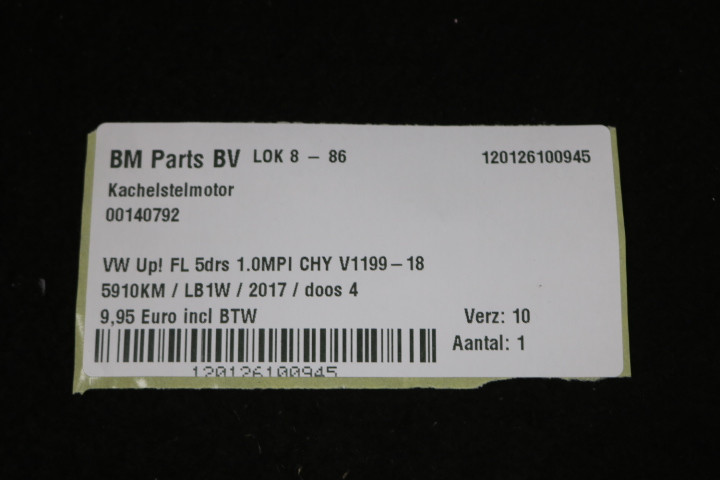 BM Parts BV LOK 8 – 86 120126100945
Kachelstelmotor
00140792
VW Up! FL 5drs 1.0MPI CHY V1199–18
5910KM / LB1W / 2017 / doos 4
9,95 Euro incl BTW Verz: 10
Aantal: 1
120126100945